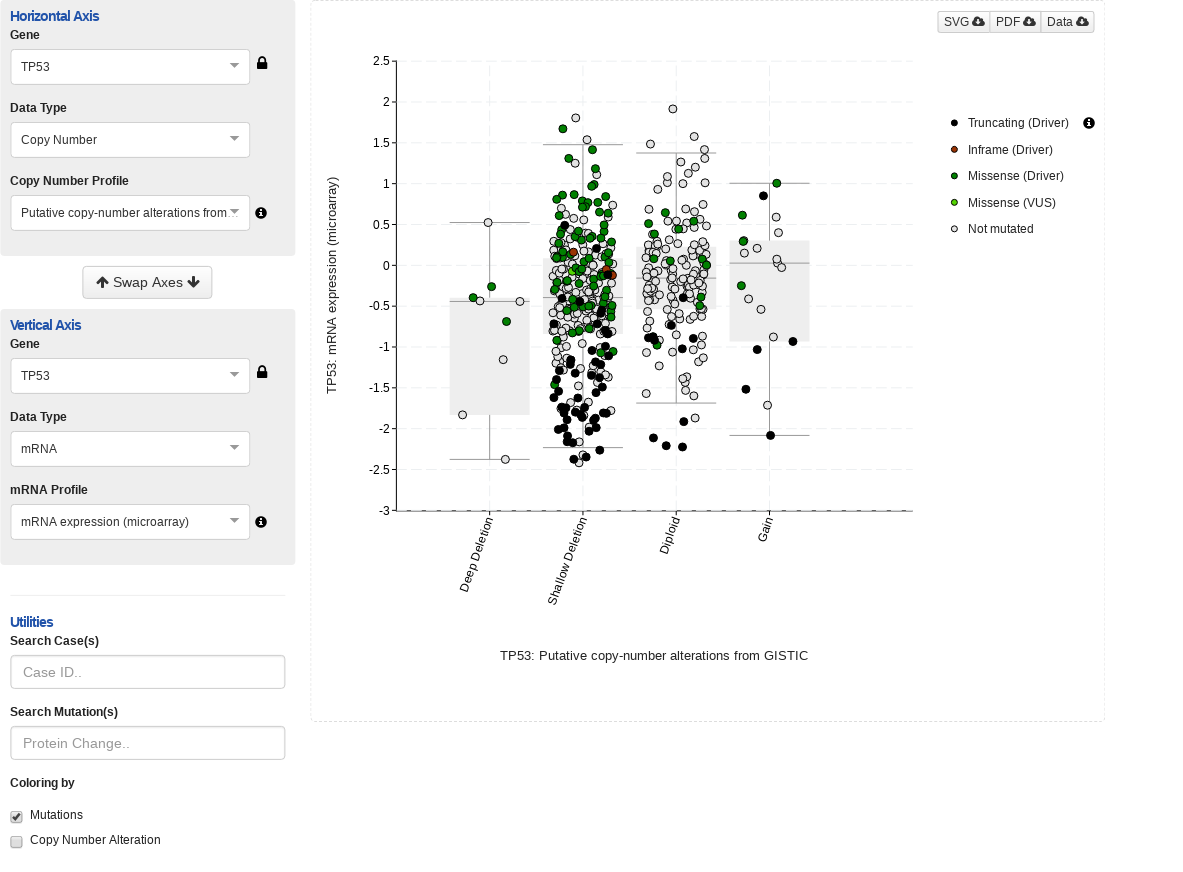 Horizontal Axis
Gene
TP53
Data Type
Copy Number
Copy Number Profile
Putative copy-number alterations from...
Swap Axes
Vertical Axis
Gene
TP53
Data Type
mRNA
mRNA Profile
mRNA expression (microarray)
Utilities
Search Case(s)
Case ID..
Search Mutation(s)
Protein Change..
Coloring by
Mutations
Copy Number Alteration
SVG PDF Data
TP53: mRNA expression (microarray)
2.5
2
1.5
1
0.5
0
-0.5
-1
-1.5
-2
-2.5
-3
Deep Deletion
Shallow Deletion
Diploid
Gain
TP53: Putative copy-number alterations from GISTIC
Truncating (Driver)
Inframe (Driver)
Missense (Driver)
Missense (VUS)
Not mutated